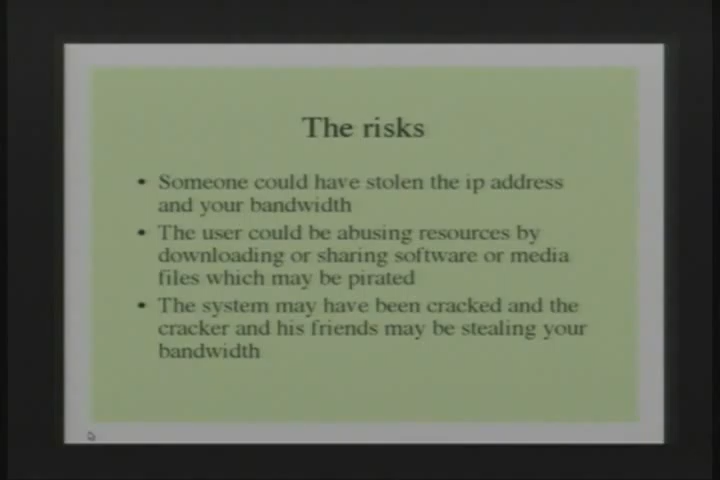 The risks
• Someone could have stolen the ip address
and your bandwidth
• The user could be abusing resources by
downloading or sharing software or media
files which may be pirated
• The system may have been cracked and the
cracker and his friends may be stealing your
bandwidth